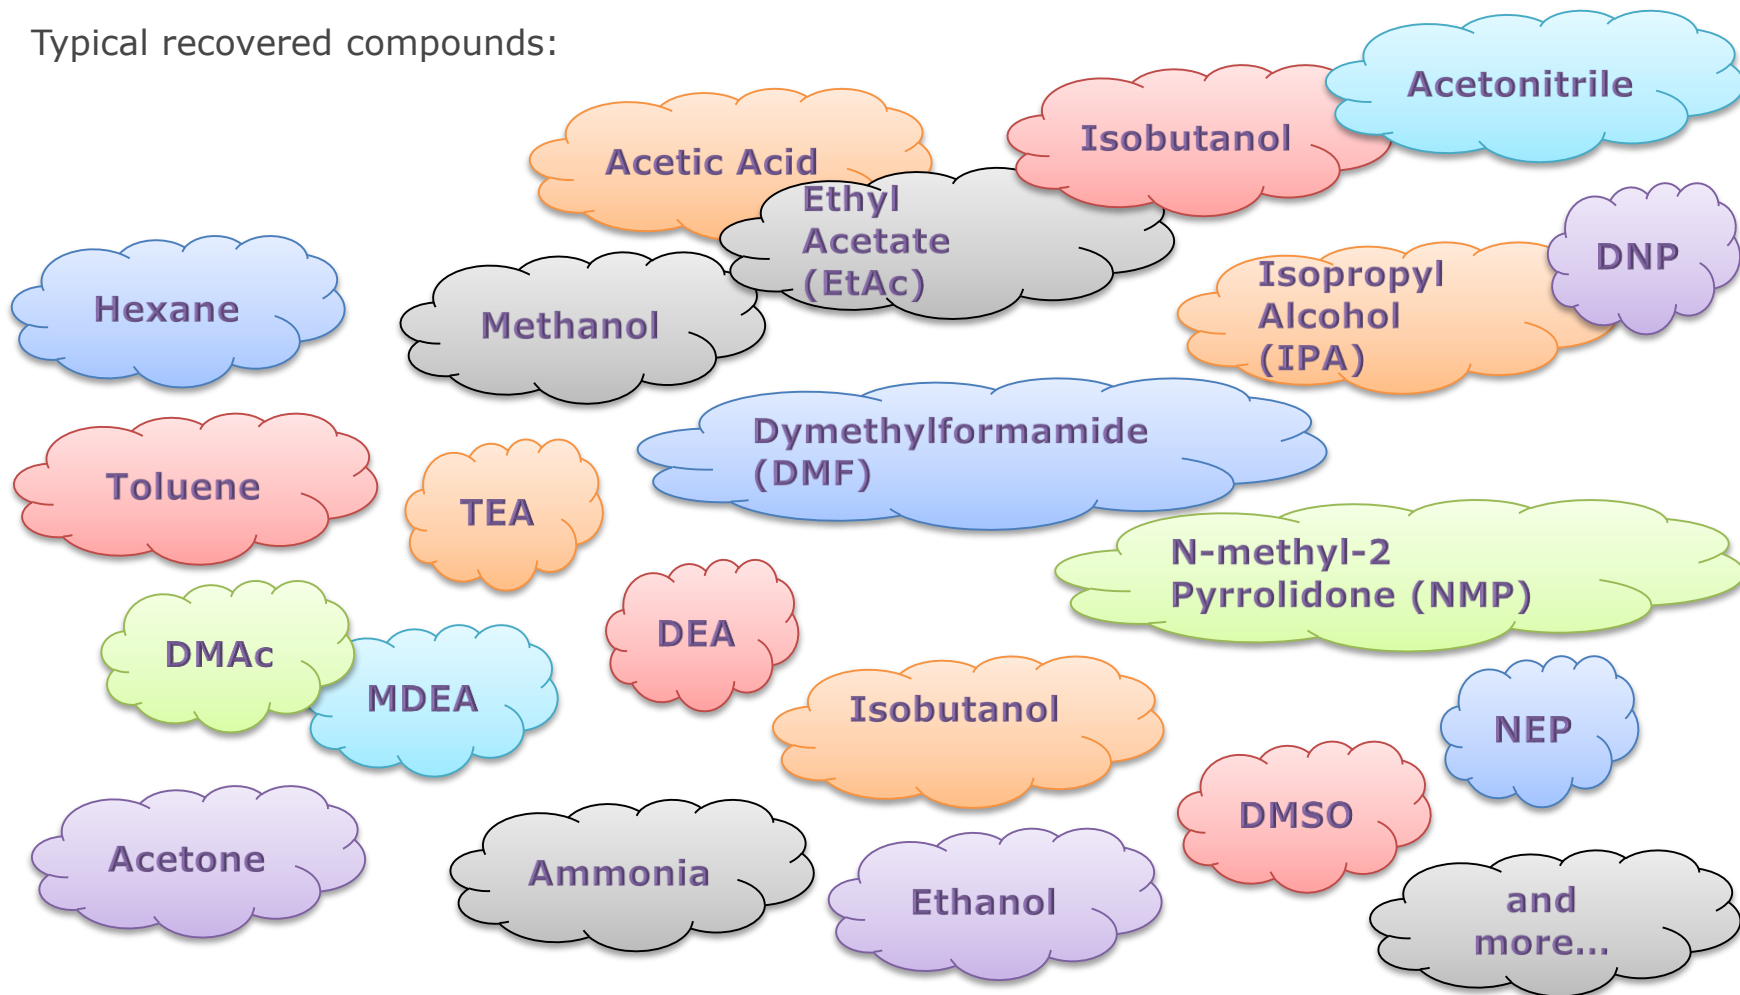 Typical recovered compounds:
Acetonitrile
Isobutanol
Acetic Acid
Ethyl
Acetate
(EtAc)
DNP
Isopropyl
Alcohol
(IPA)
Hexane
Methanol
Dymethylformamide
(DMF)
Toluene
TEA
N-methyl-2
Pyrrolidone (NMP)
DEA
DMAc
MDEA
Isobutanol
NEP
DMSO
Acetone
Ammonia
Ethanol
and
more...